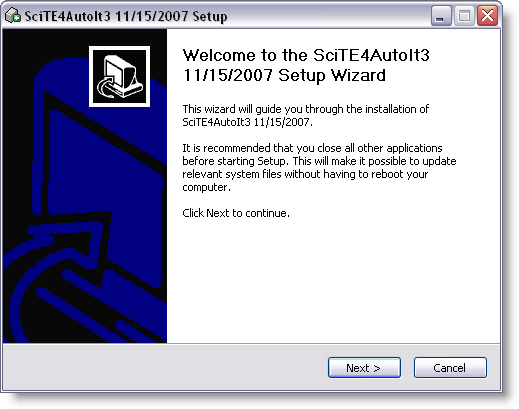 SciTE4AutoIt3 11/15/2007 Setup
Welcome to the SciTE4AutoIt3
11/15/2007 Setup Wizard
This wizard will guide you through the installation of
SciTE4AutoIt3 11/15/2007.
It is recommended that you close all other applications
before starting Setup. This will make it possible to update
relevant system files without having to reboot your
computer.
Click Next to continue.
Next >
Cancel